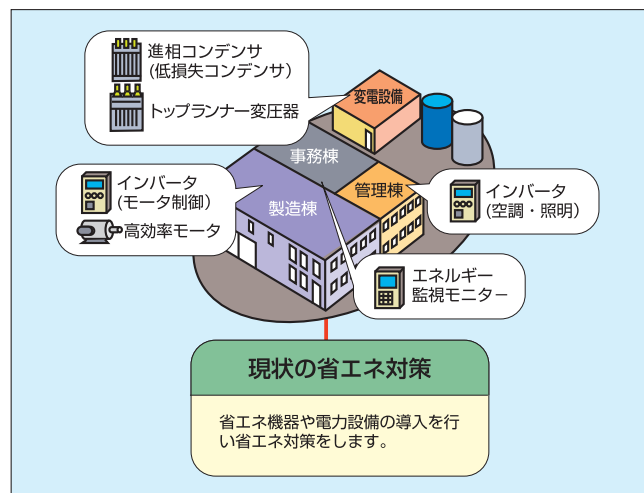 進相コンデンサ
(低損失コンデンサ)
トップランナー変圧器
変電設備
事務棟
管理棟
製造棟
インバータ
(モータ制御)
高効率モータ
インバータ
(空調・照明)
エネルギー
監視モニター
現状の省エネ対策
省エネ機器や電力設備の導入を行
い省エネ対策をします。